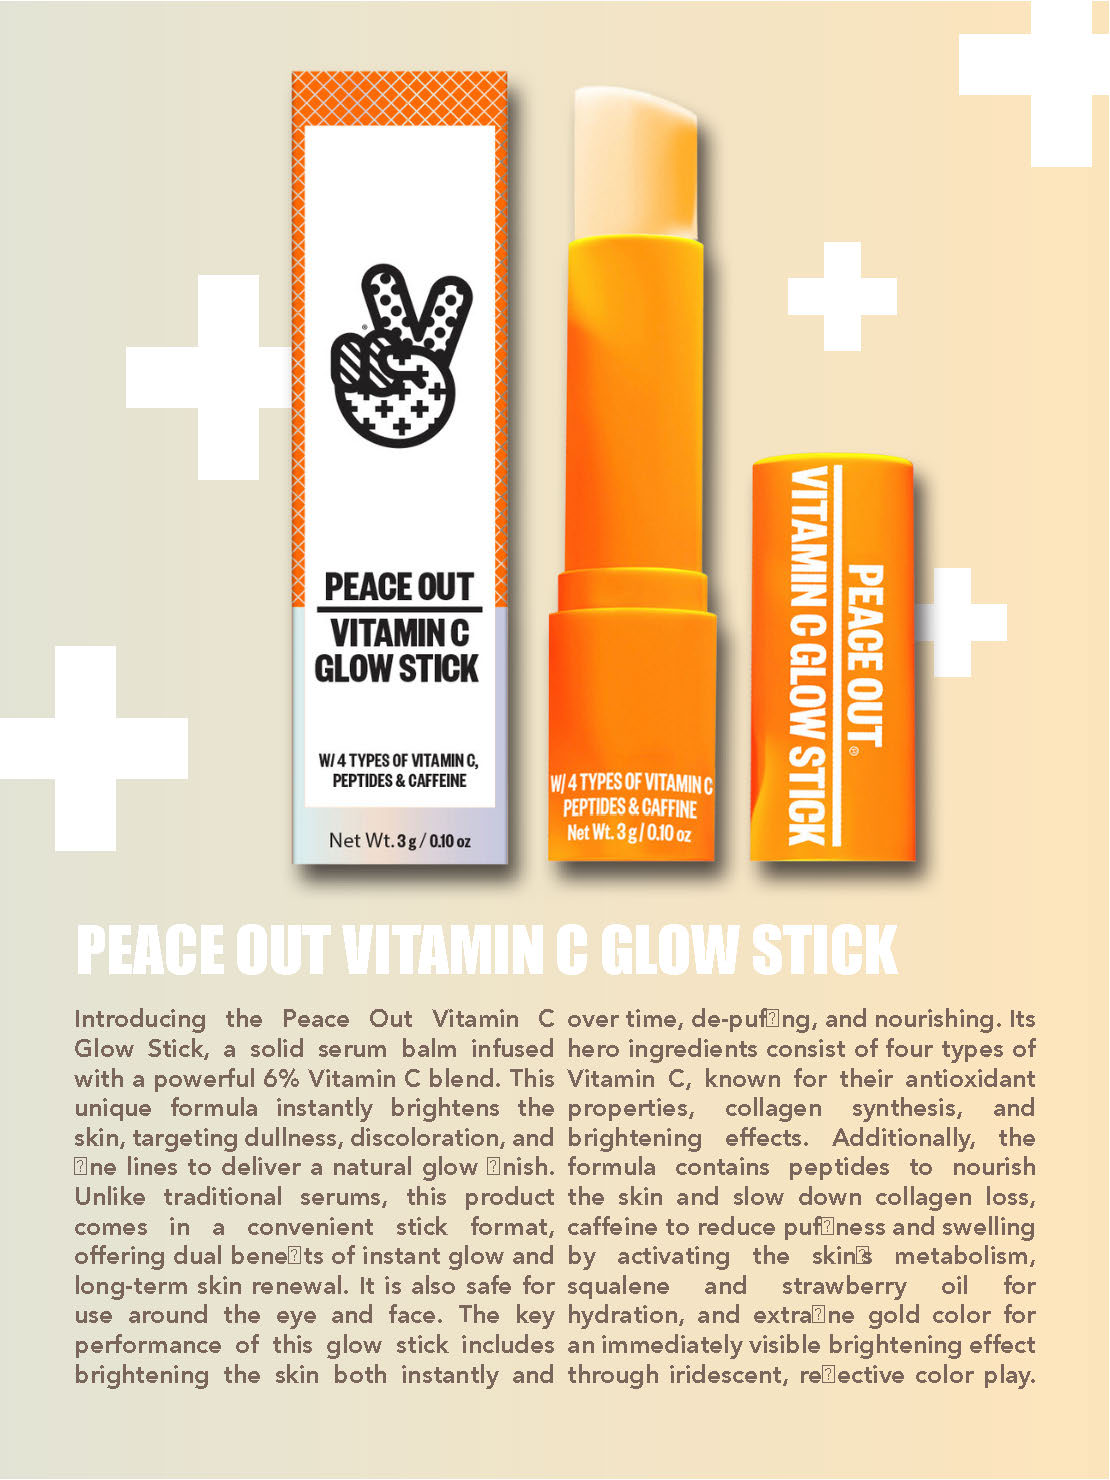 PEACE OUT
VITAMIN C
GLOW STICK
W/ 4 TYPES OF VITAMIN C,
PEPTIDES & CAFFEINE
Net Wt. 3 g / 0.10 oz
W/ 4 TYPES OF VITAMIN C
PEPTIDES & CAFFINE
Net Wt. 3 g / 0.10 oz
PEACE OUT®
VITAMIN C GLOW STICK
PEACE OUT VITAMIN C GLOW STICK
Introducing the Peace Out Vitamin C
Glow Stick, a solid serum balm infused
with a powerful 6% Vitamin C blend. This
unique formula instantly brightens the
skin, targeting dullness, discoloration, and
�ne lines to deliver a natural glow �nish.
Unlike traditional serums, this product
comes in a convenient stick format,
offering dual bene�ts of instant glow and
long-term skin renewal. It is also safe for
use around the eye and face. The key
performance of this glow stick includes
brightening the skin both instantly and
over time, de-puf�ng, and nourishing. Its
hero ingredients consist of four types of
Vitamin C, known for their antioxidant
properties, collagen synthesis, and
brightening effects. Additionally, the
formula contains peptides to nourish
the skin and slow down collagen loss,
caffeine to reduce puf�ness and swelling
by activating the skin�s metabolism,
squalene and strawberry oil for
hydration, and extra�ne gold color for
an immediately visible brightening effect
through iridescent, re�ective color play.